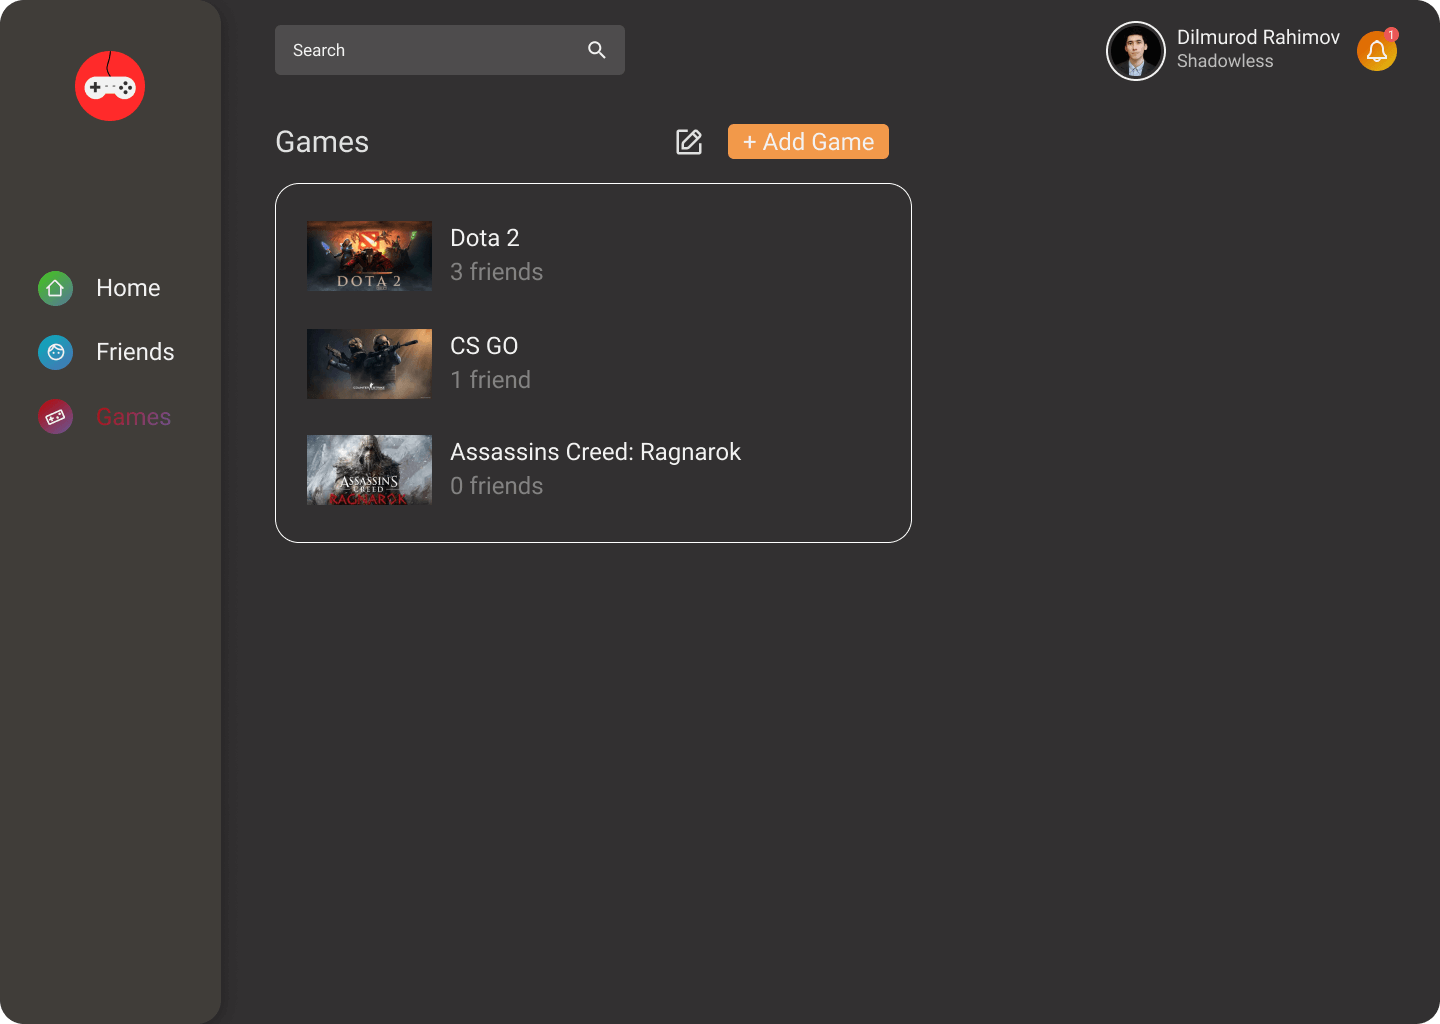 Search
Dilmurod Rahimov
Shadowless
1
Games
+ Add Game
Home
Friends
Games
Dota 2
3 friends
DOTA 2
CS GO
1 friend
Assassins Creed: Ragnarok
0 friends
ASSASSINS
CREED
RAGNARÖK